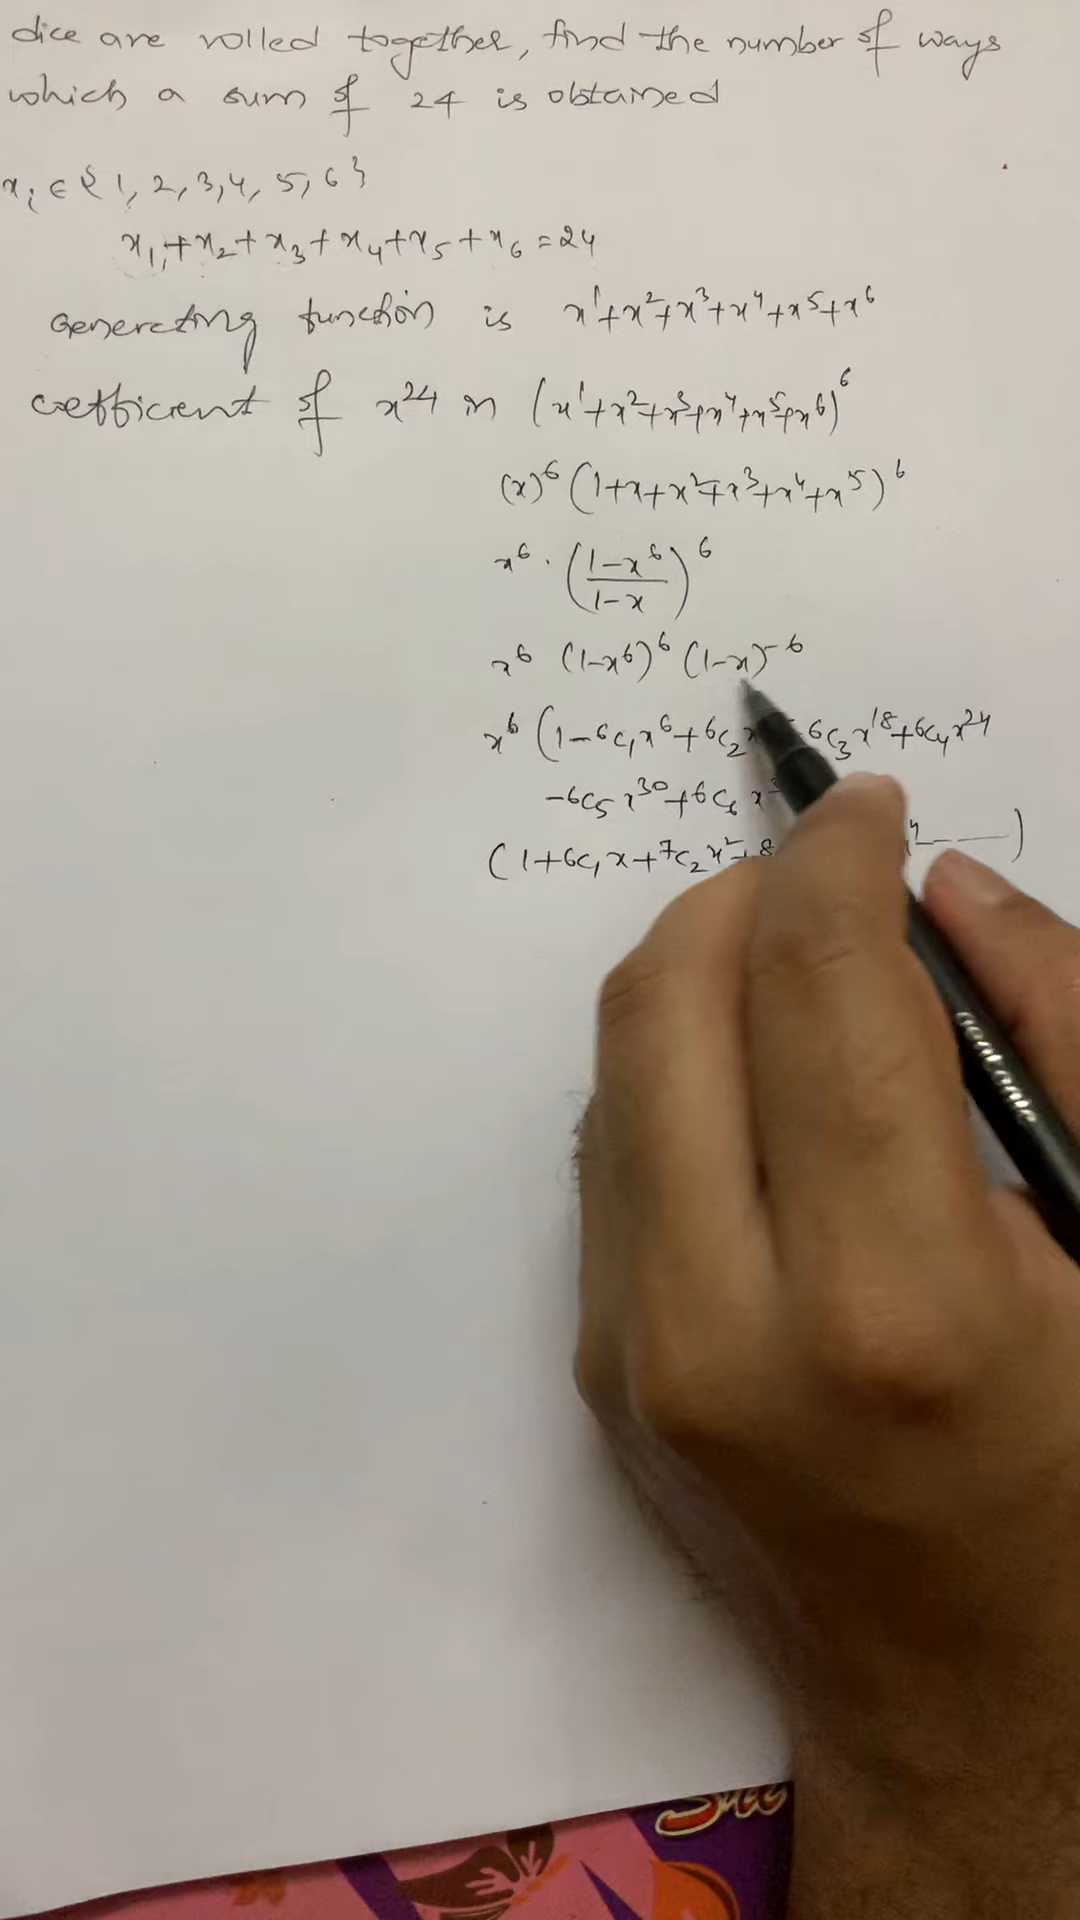 dice are rolled together, find the number of ways
which a sum of 24 is obtained
xᵢ ∈ { 1, 2, 3, 4, 5, 6 }
x₁ + x₂ + x₃ + x₄ + x₅ + x₆ = 24
Generating function is x¹+x²+x³+x⁴+x⁵+x⁶
coefficient of x²⁴ in (x¹+x²+x³+x⁴+x⁵+x⁶)⁶
(x)⁶ (1+x+x²+x³+x⁴+x⁵)⁶
x⁶ · ((1-x⁶)/(1-x))⁶
x⁶ (1-x⁶)⁶ (1-x)⁻⁶
x⁶ (1-⁶C₁x⁶+⁶C₂x ⁶C₃x¹⁸+⁶C₄x²⁴
-⁶C₅x³⁰+⁶C₆x
(1+⁶C₁x+⁷C₂x²+⁸ ----)
Pentonic